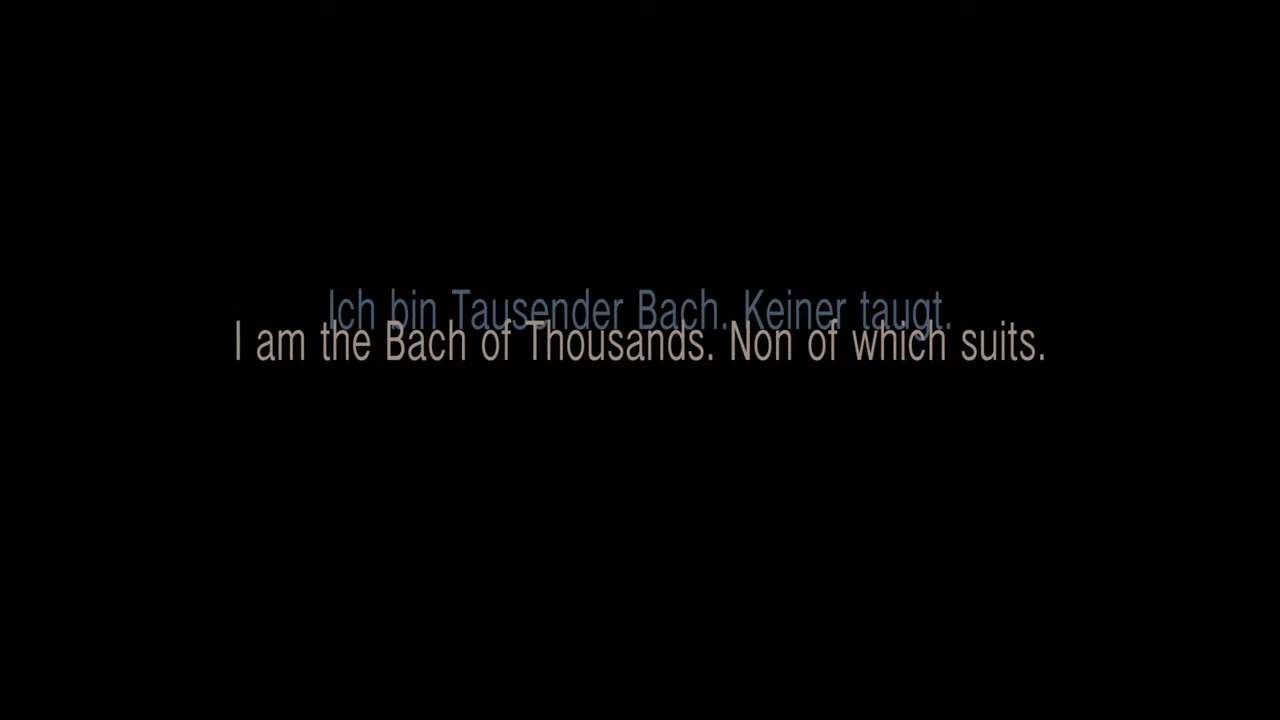 Ich bin Tausender Bach. Keiner taugt.
I am the Bach of Thousands. Non of which suits.